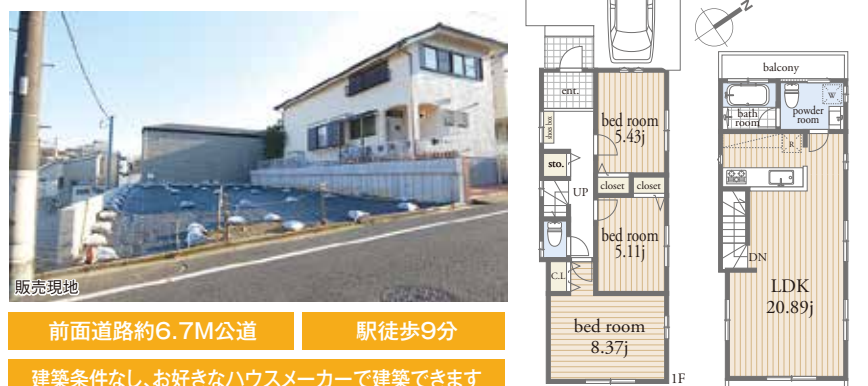 販売現地
前面道路約6.7M公道
駅徒歩9分
建築条件なし、お好きなハウスメーカーで建築できます
N
ent.
shoes box
bed room
5.43j
sto.
closet
closet
UP
bed room
5.11j
C.L
bed room
8.37j
1F
balcony
bath
room
powder
room
W
R
DN
LDK
20.89j